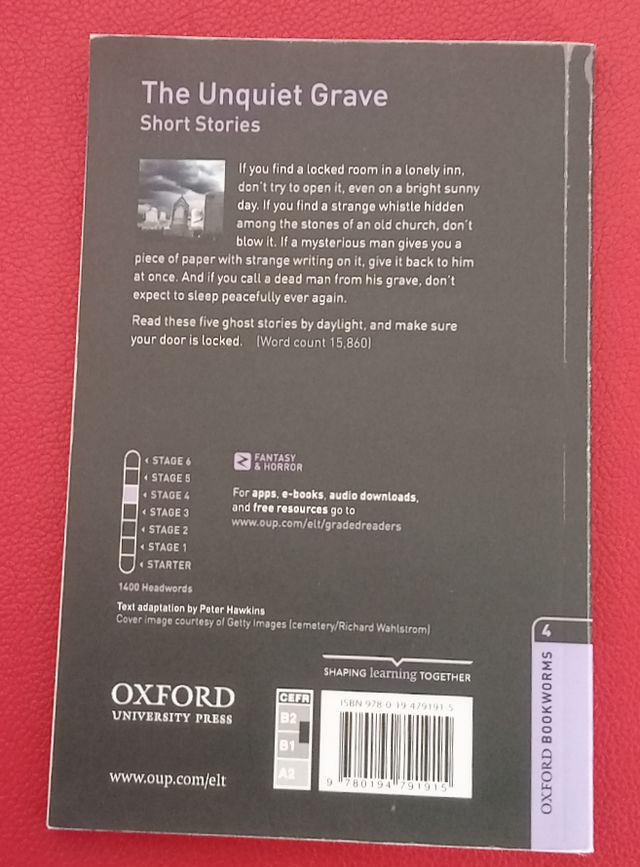 The Unquiet Grave
Short Stories
If you find a locked room in a lonely inn,
don't try to open it, even on a bright sunny
day. If you find a strange whistle hidden
among the stones of an old church, don't
blow it. If a mysterious man gives you a
piece of paper with strange writing on it, give it back to him
at once. And if you call a dead man from his grave, don't
expect to sleep peacefully ever again.
Read these five ghost stories by daylight, and make sure
your door is locked. (Word count 15,860)
STAGE 6
STAGE 5
STAGE 4
STAGE 3
STAGE 2
STAGE 1
STARTER
1400 Headwords
FANTASY
& HORROR
For apps, e-books, audio downloads,
and free resources go to
www.oup.com/elt/gradedreaders
Text adaptation by Peter Hawkins
Cover image courtesy of Getty Images (cemetery/Richard Wahlstrom)
4
OXFORD BOOKWORMS
SHAPING learning TOGETHER
OXFORD
UNIVERSITY PRESS
www.oup.com/elt
CEFR
B2
B1
A2
ISBN 978-0-19-479191-5
9 780194 791915